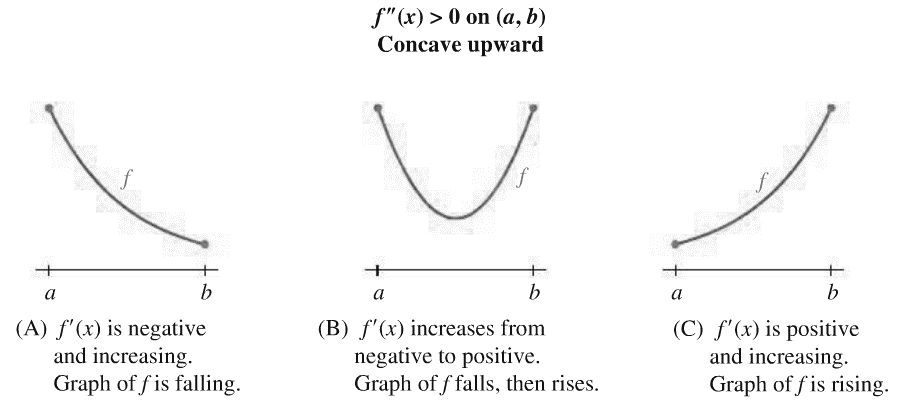 f″(x) > 0 on (a, b)
Concave upward
f
f
f
a b
a b
a b
(A) f′(x) is negative
and increasing.
Graph of f is falling.
(B) f′(x) increases from
negative to positive.
Graph of f falls, then rises.
(C) f′(x) is positive
and increasing.
Graph of f is rising.